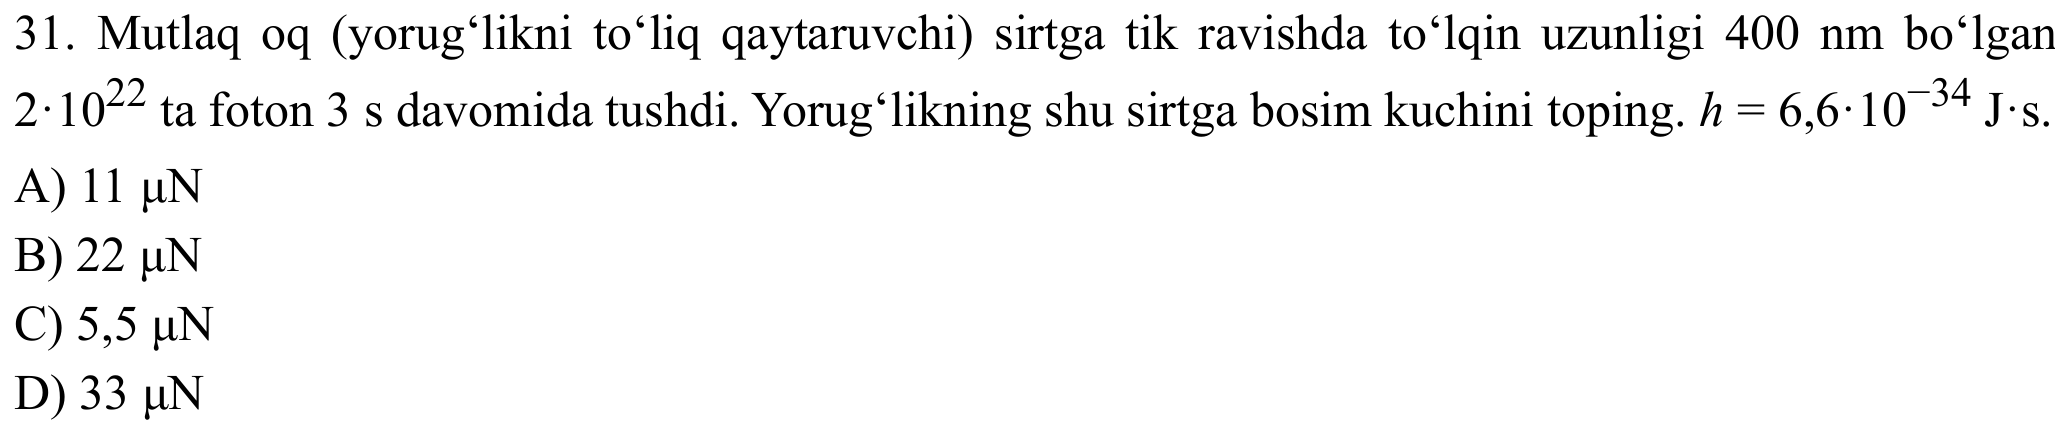 31. Mutlaq oq (yorug‘likni to‘liq qaytaruvchi) sirtga tik ravishda to‘lqin uzunligi 400 nm bo‘lgan
2·10²² ta foton 3 s davomida tushdi. Yorug‘likning shu sirtga bosim kuchini toping. h = 6,6·10⁻³⁴ J·s.
A) 11 μN
B) 22 μN
C) 5,5 μN
D) 33 μN